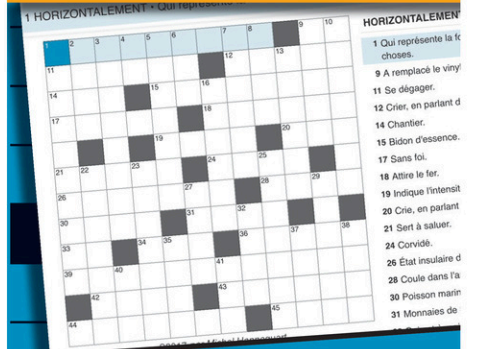 1 HORIZONTALEMENT • Qui représente la
HORIZONTALEMEN
1 Qui représente la fo
choses.
9 A remplacé le viny
11 Se dégager.
12 Crier, en parlant d
14 Chantier.
15 Bidon d'essence.
17 Sans foi.
18 Attire le fer.
19 Indique l'intensit
20 Crie, en parlant
21 Sert à saluer.
24 Corvidé.
26 État insulaire d
28 Coule dans l'a
30 Poisson marin
31 Monnaies de
1 2 3 4 5 6 7 8 9 10
11 12 13
14 15 16
17 18
19 20
21 22 23 24 25
26 27 28 29
30 31 32
33 34 35 36 37 38
39 40 41
42 43
44 45
par Michel Hannequart